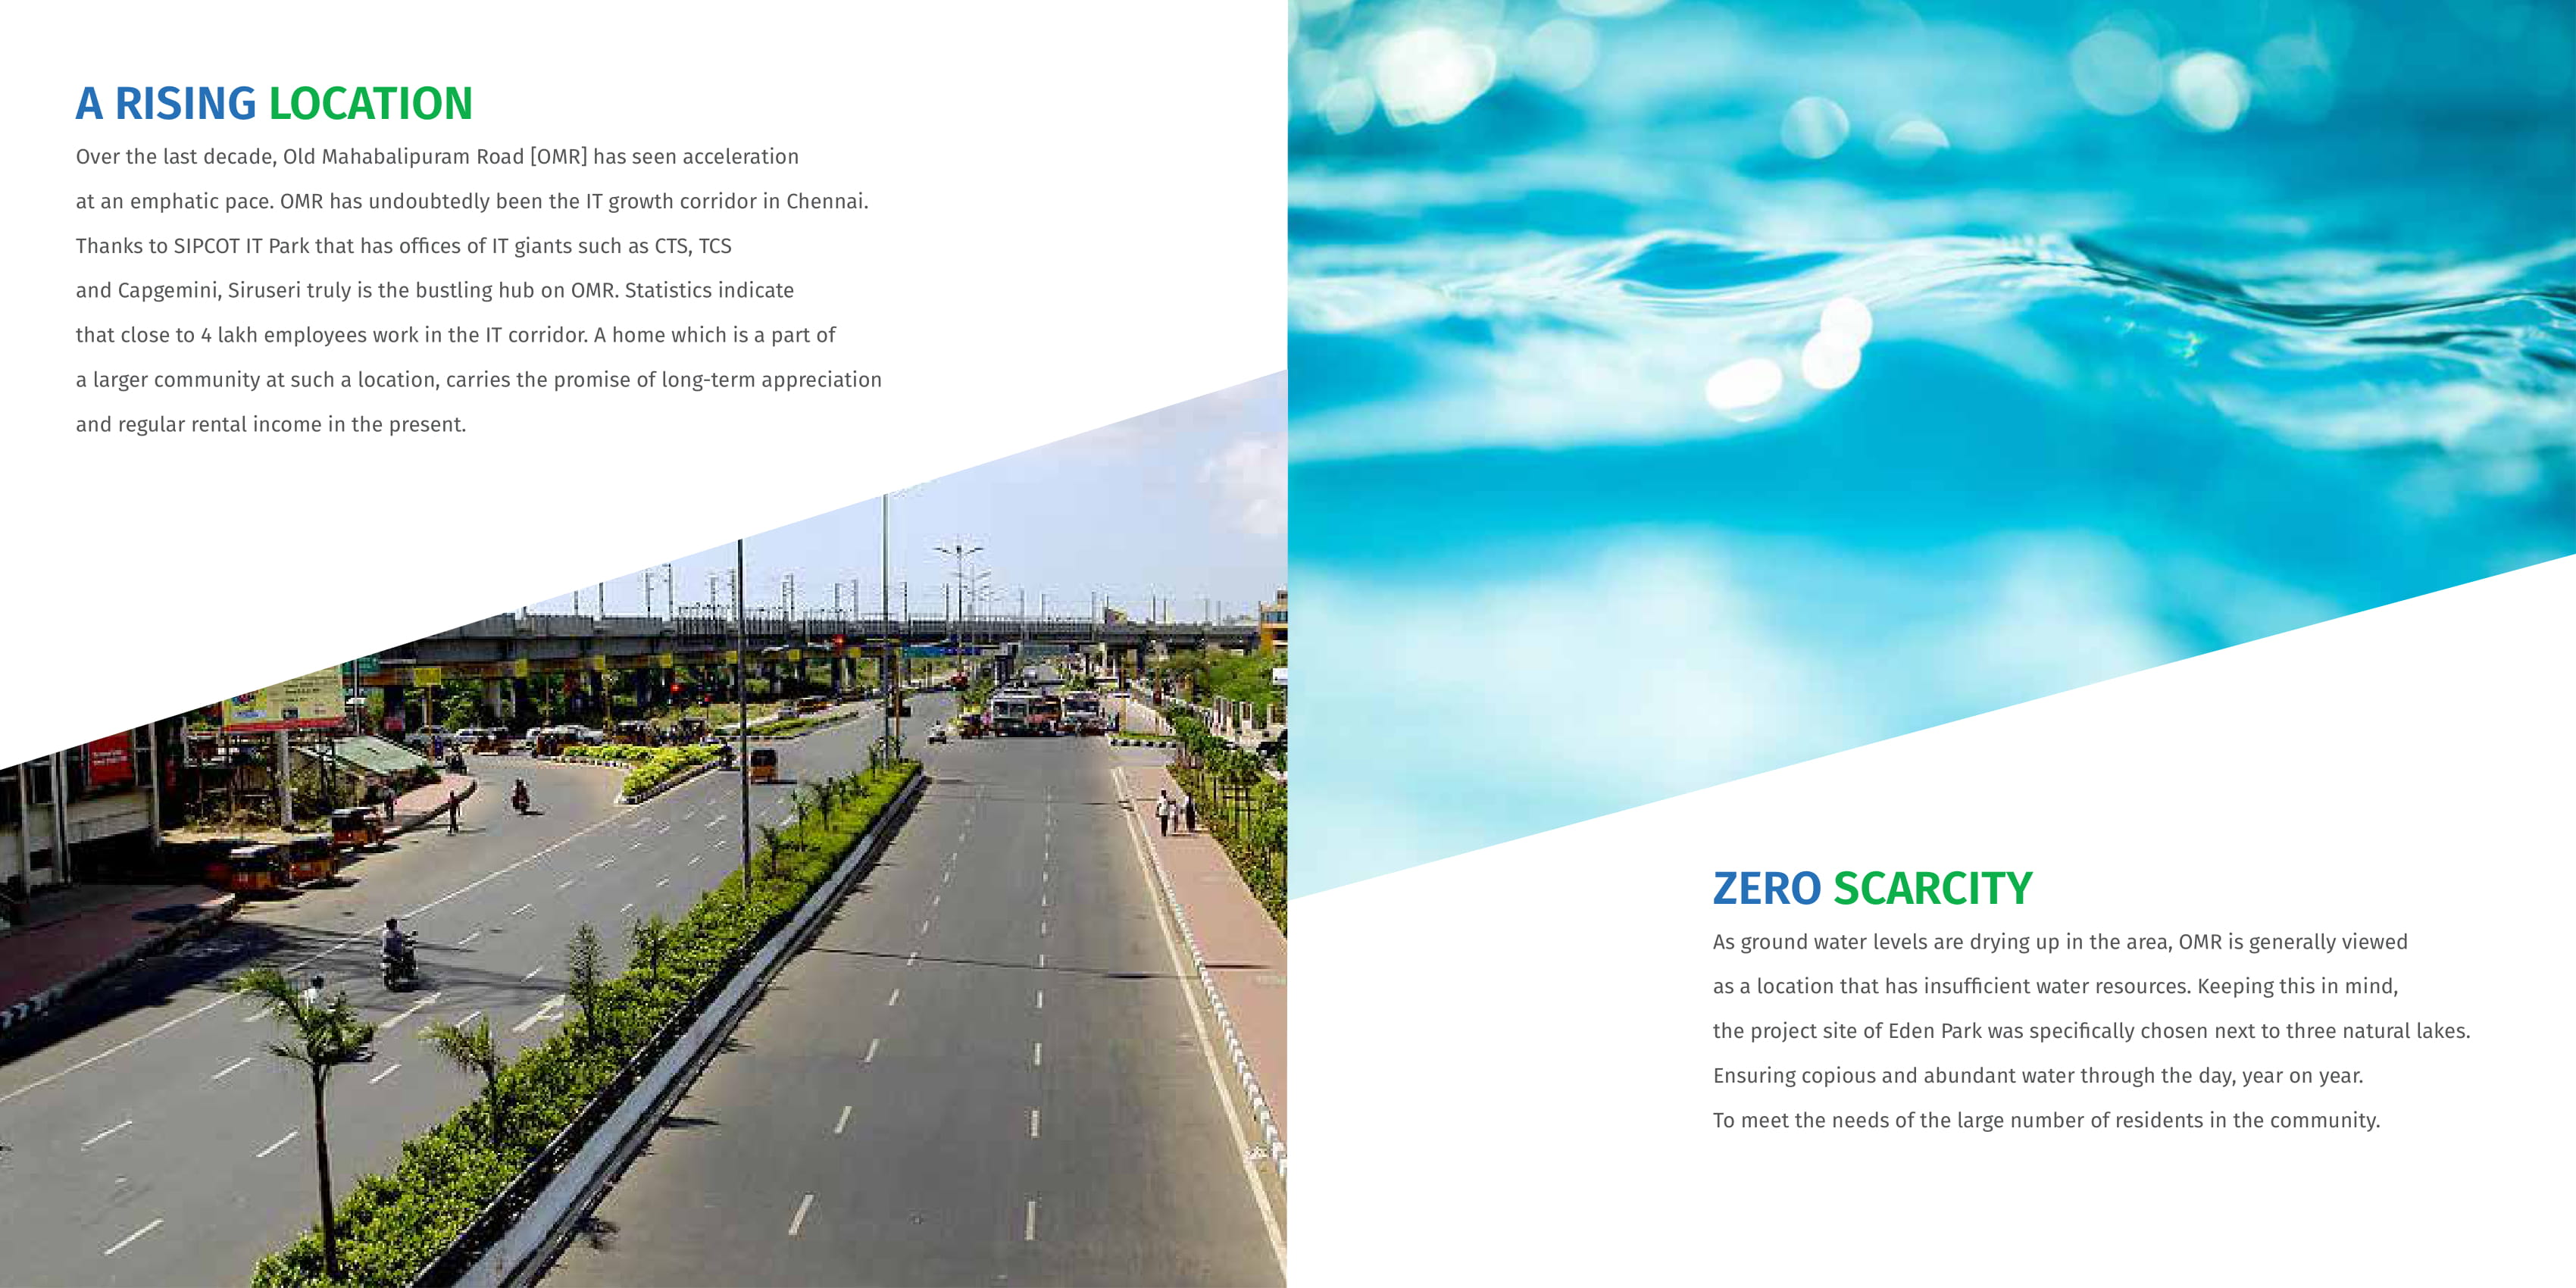 A RISING LOCATION
Over the last decade, Old Mahabalipuram Road [OMR] has seen acceleration
at an emphatic pace. OMR has undoubtedly been the IT growth corridor in Chennai.
Thanks to SIPCOT IT Park that has offices of IT giants such as CTS, TCS
and Capgemini, Siruseri truly is the bustling hub on OMR. Statistics indicate
that close to 4 lakh employees work in the IT corridor. A home which is a part of
a larger community at such a location, carries the promise of long-term appreciation
and regular rental income in the present.
ZERO SCARCITY
As ground water levels are drying up in the area, OMR is generally viewed
as a location that has insufficient water resources. Keeping this in mind,
the project site of Eden Park was specifically chosen next to three natural lakes.
Ensuring copious and abundant water through the day, year on year.
To meet the needs of the large number of residents in the community.